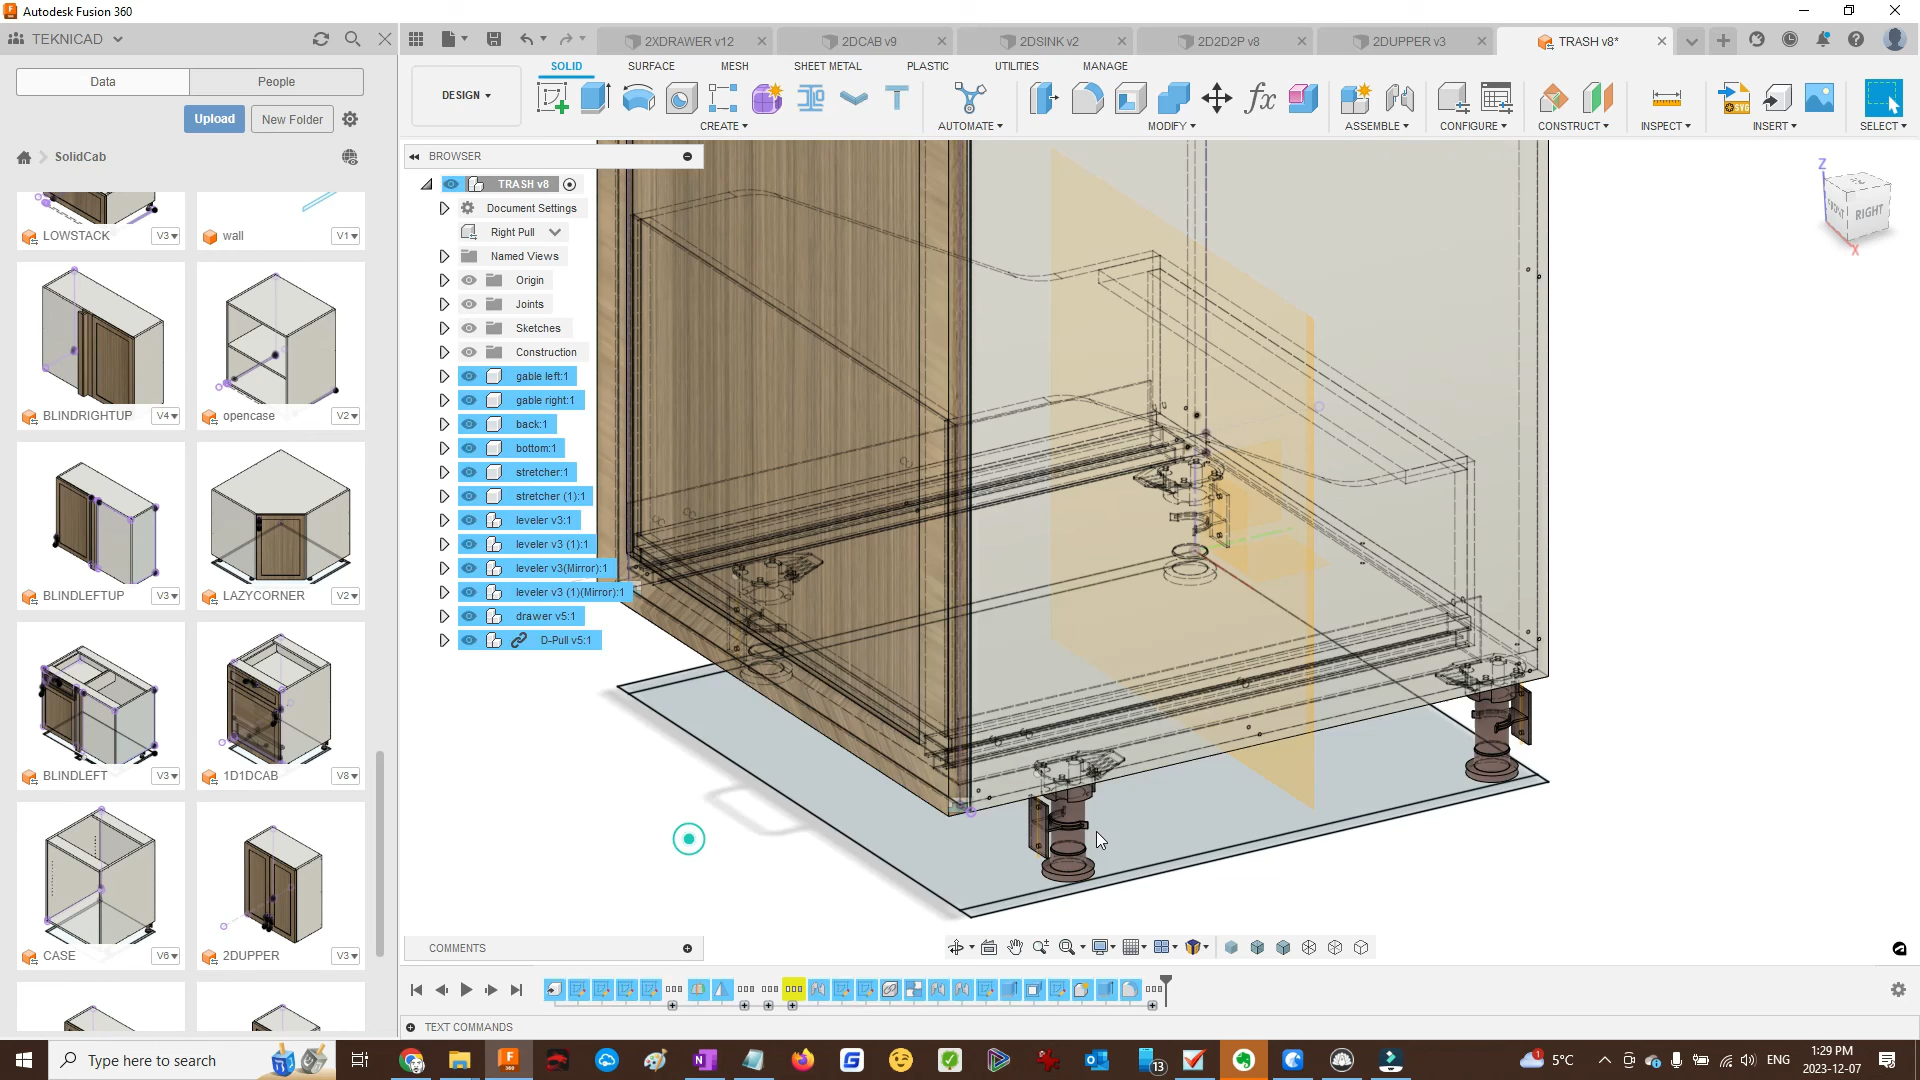 Autodesk Fusion 360
TEKNICAD
2XDRAWER v12
2DCAB v9
2DSINK v2
2D2D2P v8
2DUPPER v3
TRASH v8*
Data
People
Upload
New Folder
SolidCab
DESIGN
SOLID
SURFACE
MESH
SHEET METAL
PLASTIC
UTILITIES
MANAGE
fx
SVG
CREATE
AUTOMATE
MODIFY
ASSEMBLE
CONFIGURE
CONSTRUCT
INSPECT
INSERT
SELECT
BROWSER
TRASH v8
Document Settings
Right Pull
Named Views
Origin
Joints
Sketches
Construction
gable left:1
gable right:1
back:1
bottom:1
stretcher:1
stretcher (1):1
leveler v3:1
leveler v3 (1):1
leveler v3(Mirror):1
leveler v3 (1)(Mirror):1
drawer v5:1
D-Pull v5:1
LOWSTACK V3
wall V1
BLINDRIGHTUP V4
opencase V2
BLINDLEFTUP V3
LAZYCORNER V2
BLINDLEFT V3
1D1DCAB V8
CASE V6
2DUPPER V3
Z
FRONT
RIGHT
X
COMMENTS
TEXT COMMANDS
Type here to search
13
1
5°C
ENG
1:29 PM
2023-12-07